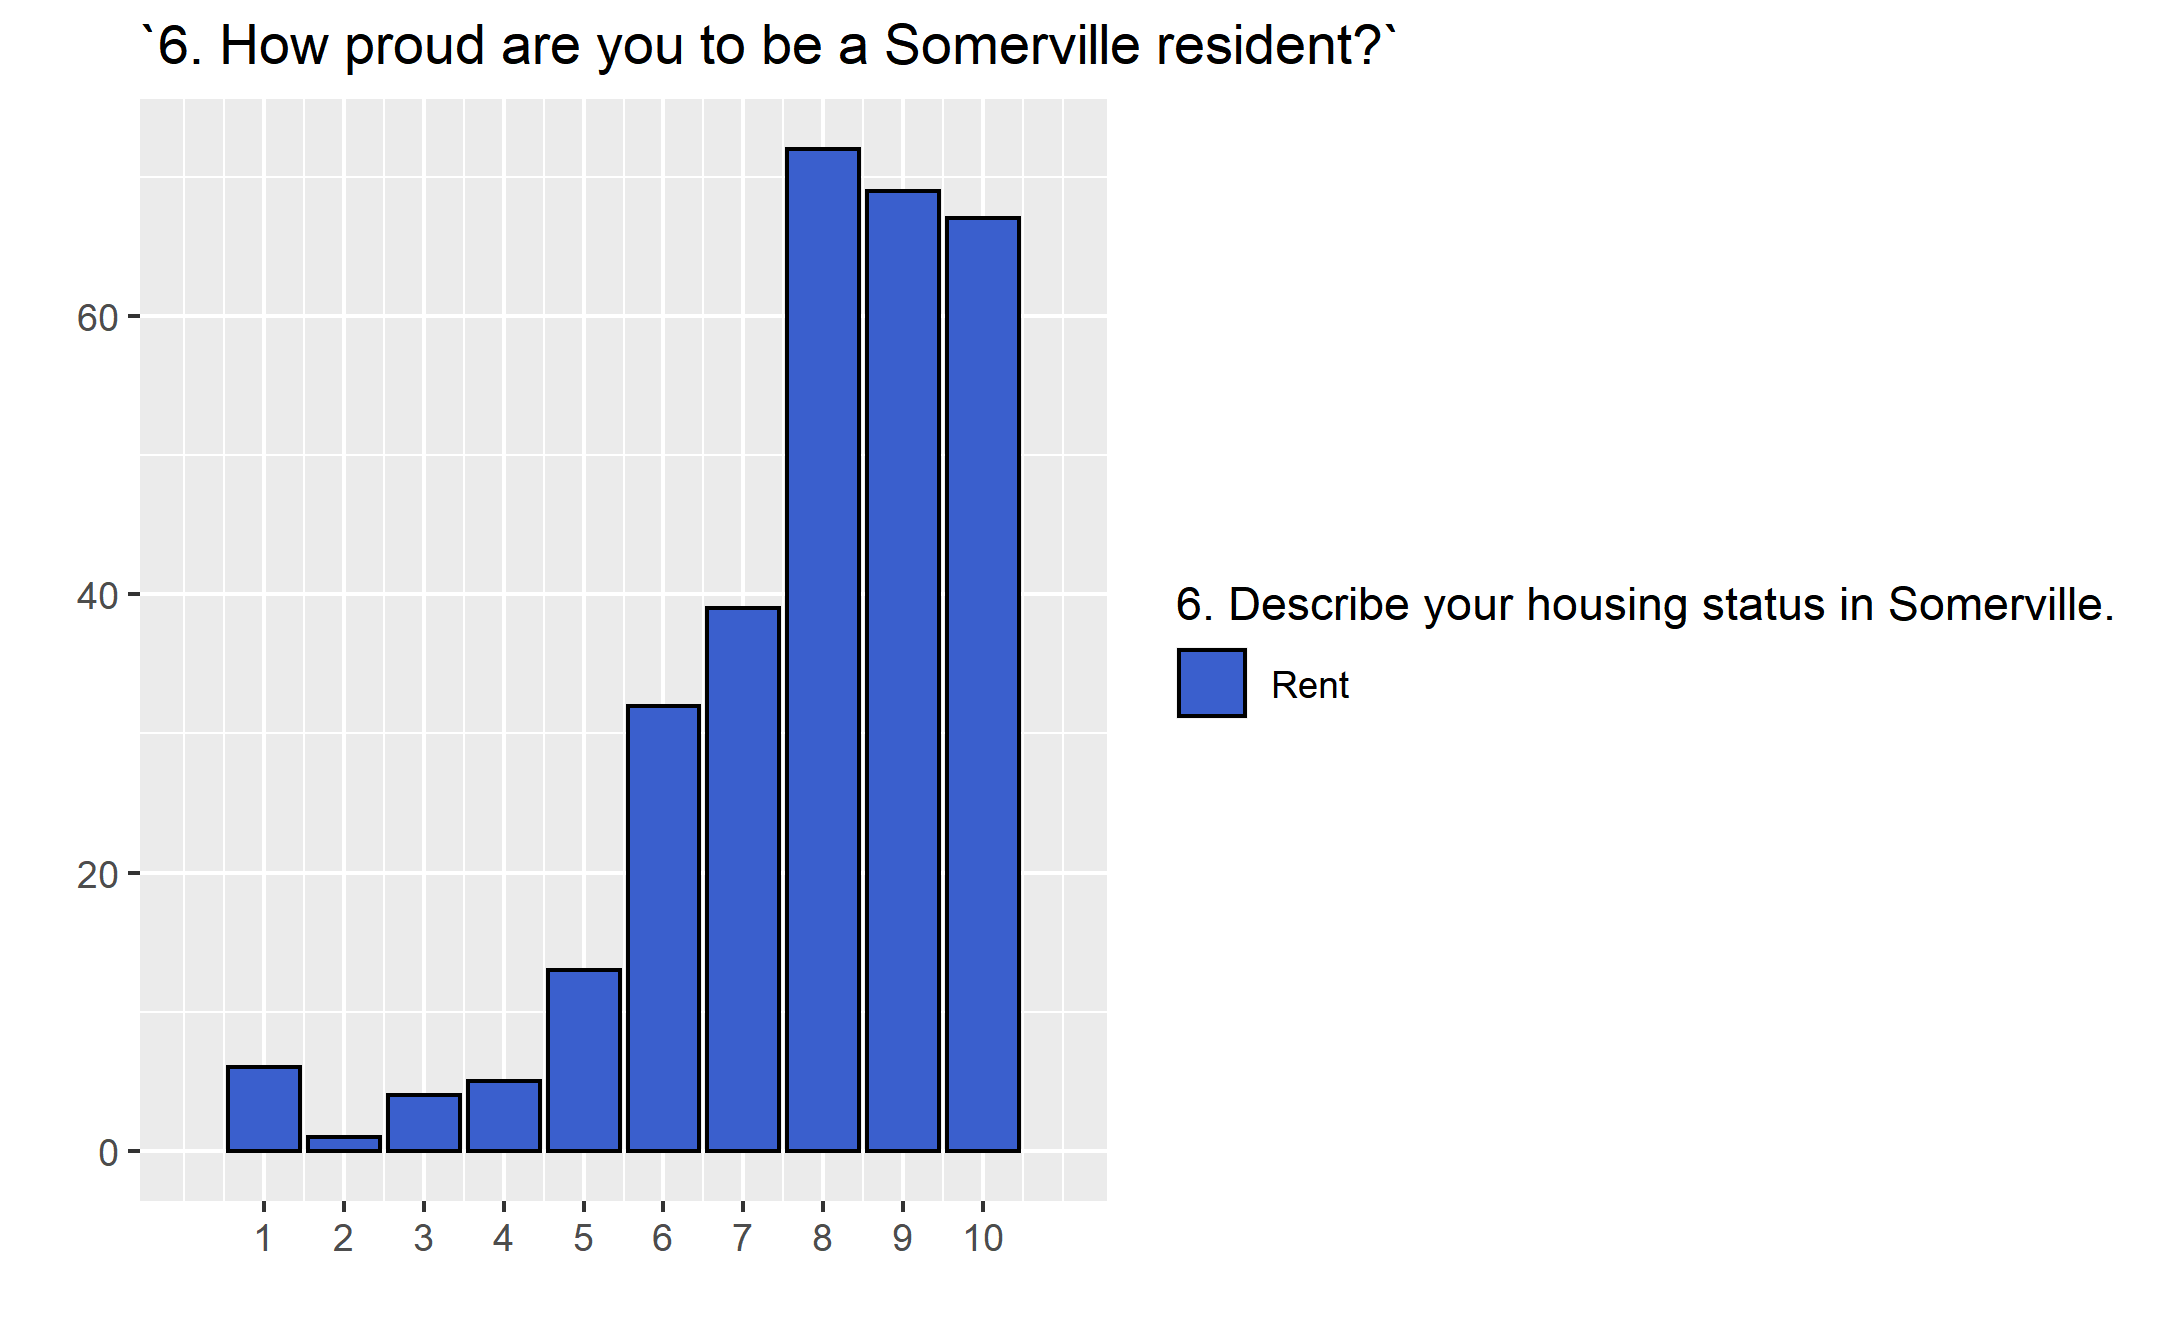 `6. How proud are you to be a Somerville resident?`
60
40
20
0
1 2 3 4 5 6 7 8 9 10
6. Describe your housing status in Somerville.
Rent